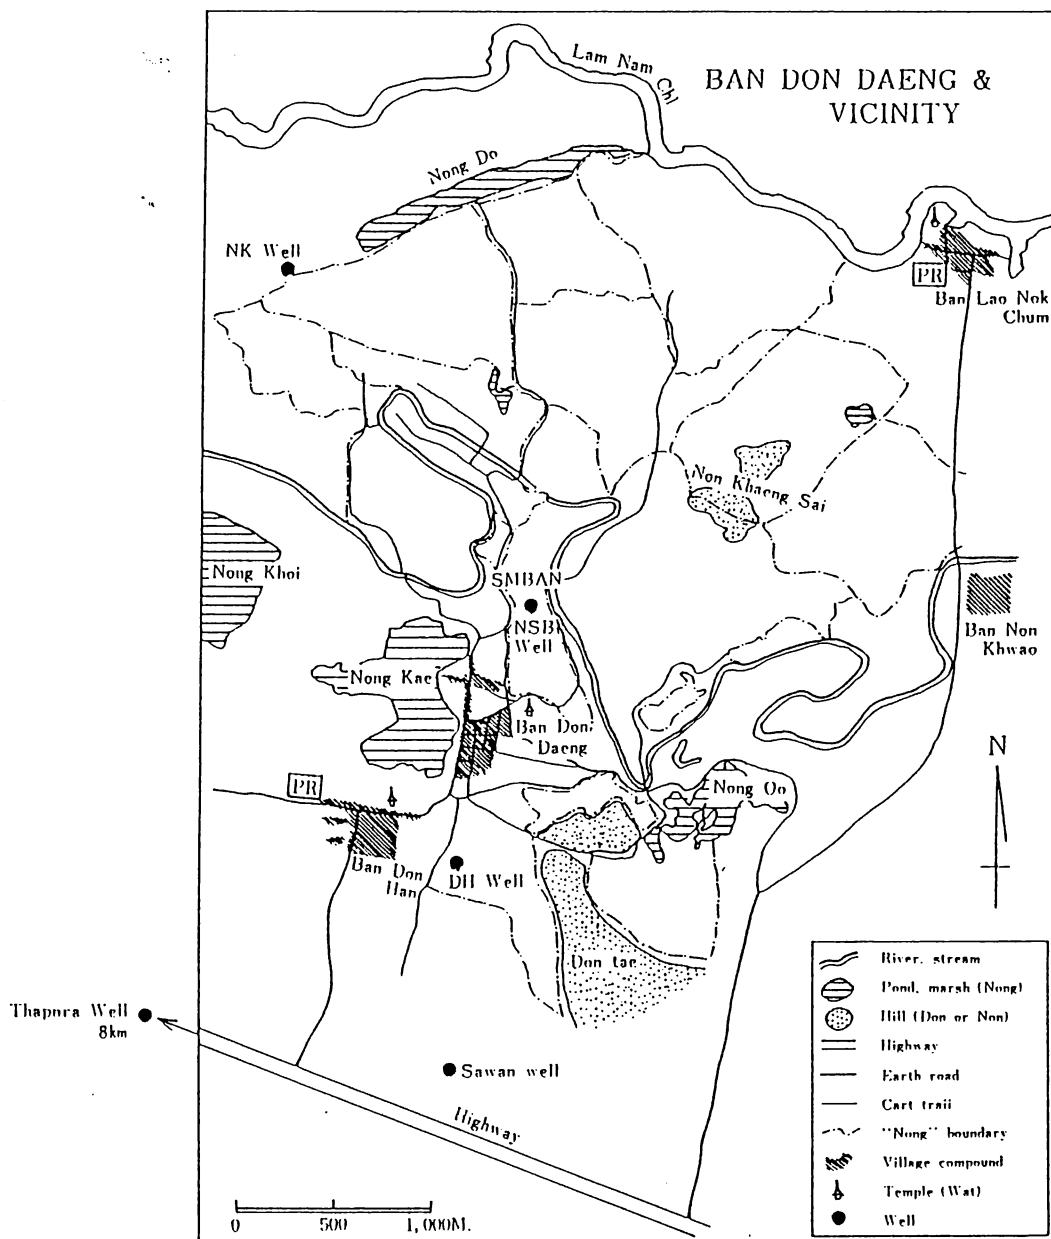 Lam Nam Chi
BAN DON DAENG &
VICINITY
Nong Do
NK Well
PR
Ban Lao Nok
Chum
Non Khaeng Sai
Nong Khoi
SMBAN
NSB
Well
Ban Non
Khwao
Nong Kae
Ban Don
Daeng
N
PR
Nong Oo
Ban Don
Han
DH Well
Don tae
Thapura Well
8km
Sawan well
Highway
0 500 1,000M.
River, stream
Pond, marsh (Nong)
Hill (Don or Non)
Highway
Earth road
Cart trail
"Nong" boundary
Village compound
Temple (Wat)
Well